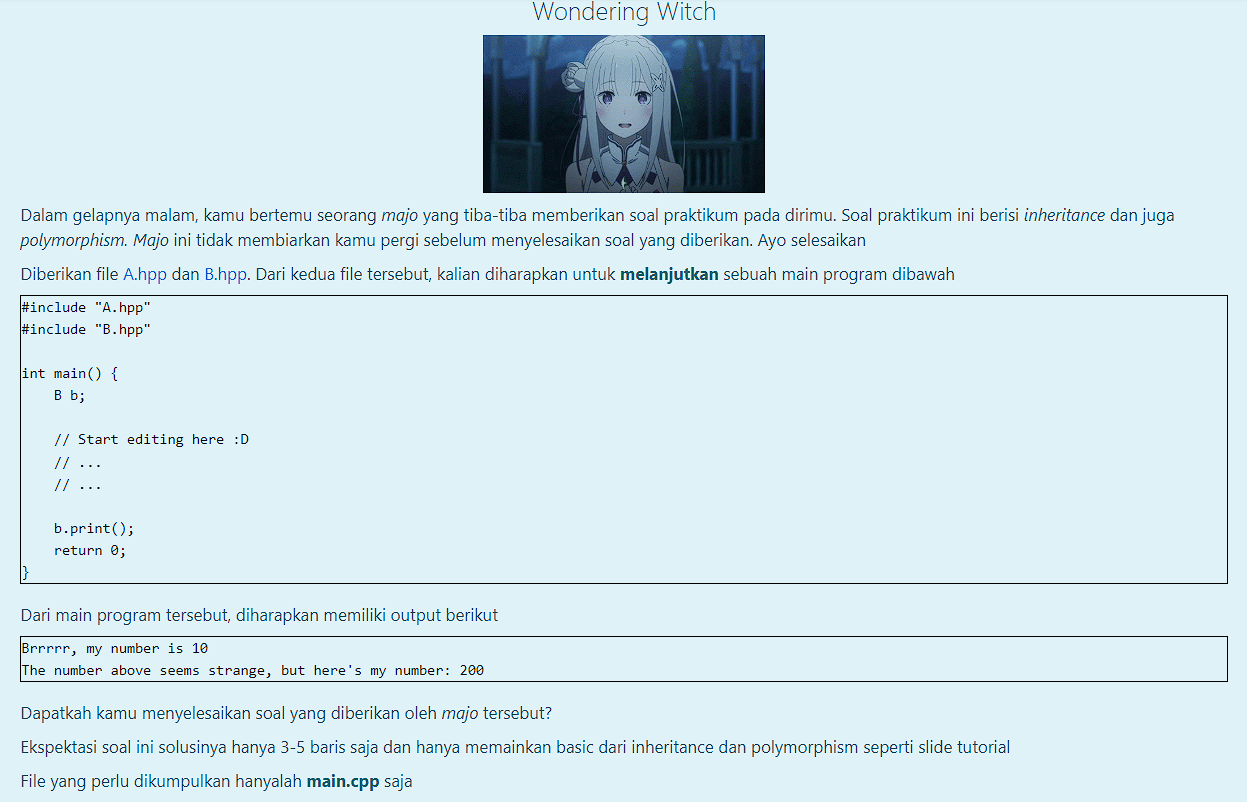 Wondering Witch
Dalam gelapnya malam, kamu bertemu seorang majo yang tiba-tiba memberikan soal praktikum pada dirimu. Soal praktikum ini berisi inheritance dan juga
polymorphism. Majo ini tidak membiarkan kamu pergi sebelum menyelesaikan soal yang diberikan. Ayo selesaikan
Diberikan file A.hpp dan B.hpp. Dari kedua file tersebut, kalian diharapkan untuk melanjutkan sebuah main program dibawah
#include "A.hpp"
#include "B.hpp"
int main() {
    B b;
    // Start editing here :D
    // ...
    // ...
    b.print();
    return 0;
}
Dari main program tersebut, diharapkan memiliki output berikut
Brrrrr, my number is 10
The number above seems strange, but here's my number: 200
Dapatkah kamu menyelesaikan soal yang diberikan oleh majo tersebut?
Ekspektasi soal ini solusinya hanya 3-5 baris saja dan hanya memainkan basic dari inheritance dan polymorphism seperti slide tutorial
File yang perlu dikumpulkan hanyalah main.cpp saja